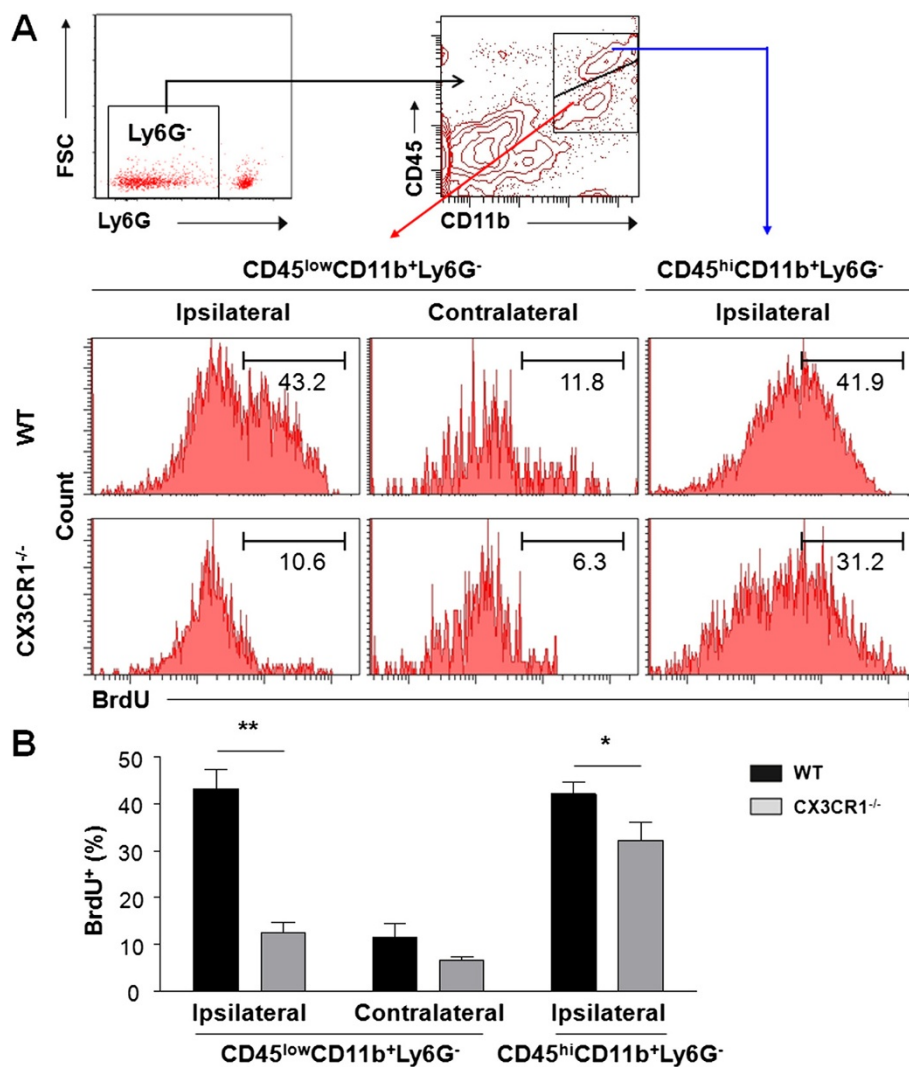 A
FSC
Ly6G⁻
Ly6G
CD45
CD11b
CD45ˡᵒʷCD11b⁺Ly6G⁻
CD45ʰⁱCD11b⁺Ly6G⁻
Ipsilateral
Contralateral
Ipsilateral
WT
43.2
11.8
41.9
Count
CX3CR1⁻/⁻
10.6
6.3
31.2
BrdU
B
**
*
50
40
30
20
10
0
BrdU⁺ (%)
WT
CX3CR1⁻/⁻
Ipsilateral
Contralateral
Ipsilateral
CD45ˡᵒʷCD11b⁺Ly6G⁻
CD45ʰⁱCD11b⁺Ly6G⁻